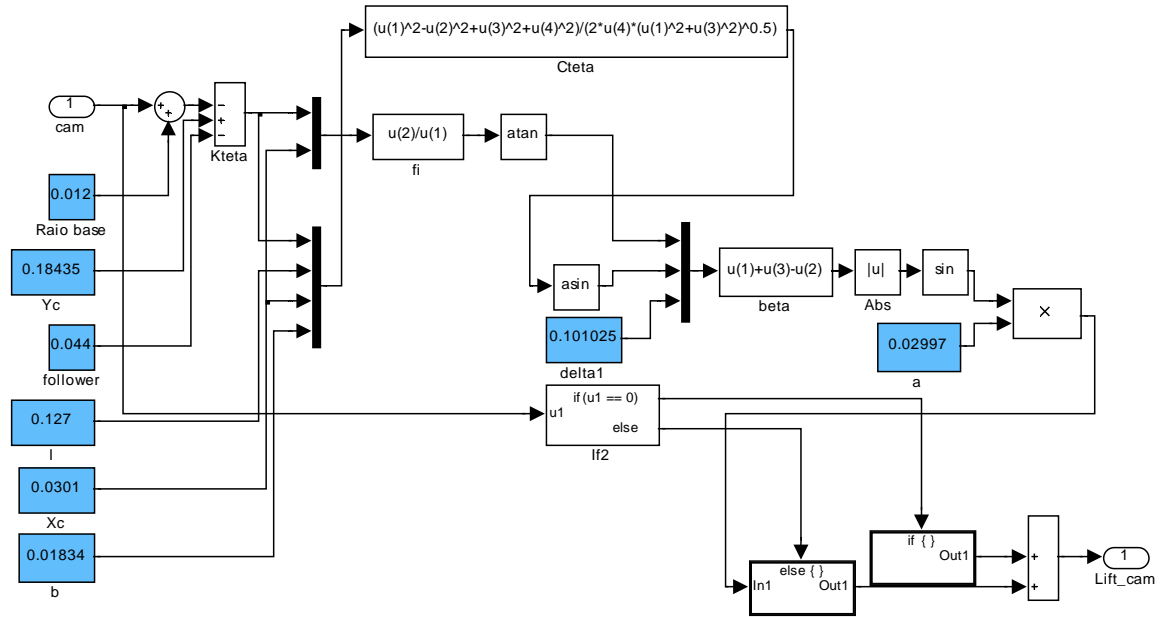 (u(1)^2-u(2)^2+u(3)^2+u(4)^2)/(2*u(4)*(u(1)^2+u(3)^2)^0.5)
Cteta
1
cam
+
+
−
+
−
Kteta
u(2)/u(1)
fi
atan
0.012
Raio base
0.18435
Yc
0.044
follower
0.127
l
0.0301
Xc
0.01834
b
asin
0.101025
delta1
u(1)+u(3)-u(2)
beta
|u|
Abs
sin
0.02997
a
×
u1
if(u1 == 0)
else
If2
if { }
Out1
else { }
In1
Out1
+
+
1
Lift_cam